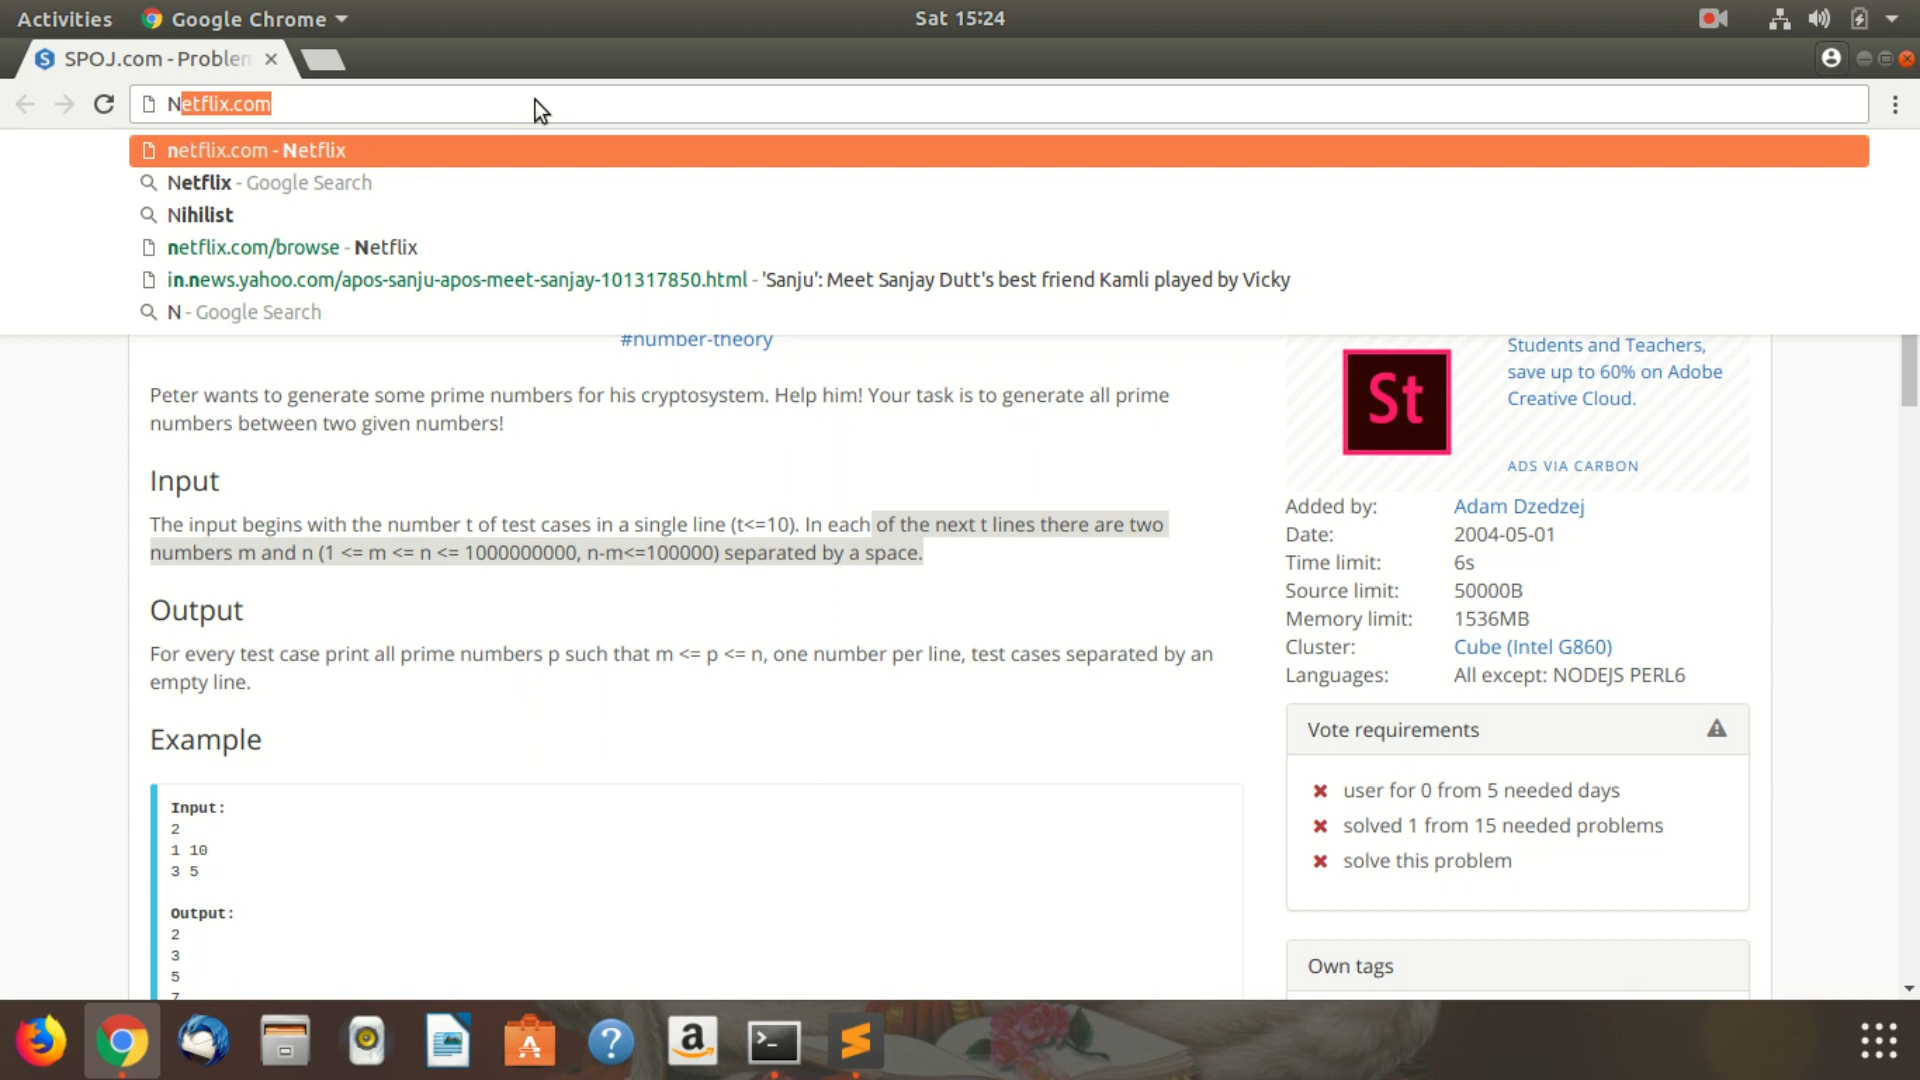 Activities
Google Chrome
Sat 15:24
SPOJ.com - Problem
Netflix.com
netflix.com - Netflix
Netflix - Google Search
Nihilist
netflix.com/browse - Netflix
in.news.yahoo.com/apos-sanju-apos-meet-sanjay-101317850.html - 'Sanju': Meet Sanjay Dutt's best friend Kamli played by Vicky
N - Google Search
#number-theory
Peter wants to generate some prime numbers for his cryptosystem. Help him! Your task is to generate all prime
numbers between two given numbers!
Input
The input begins with the number t of test cases in a single line (t<=10). In each of the next t lines there are two
numbers m and n (1 <= m <= n <= 1000000000, n-m<=100000) separated by a space.
Output
For every test case print all prime numbers p such that m <= p <= n, one number per line, test cases separated by an
empty line.
Example
Input:
2
1 10
3 5
Output:
2
3
5
7
St
Students and Teachers,
save up to 60% on Adobe
Creative Cloud.
ADS VIA CARBON
Added by: Adam Dzedzej
Date: 2004-05-01
Time limit: 6s
Source limit: 50000B
Memory limit: 1536MB
Cluster: Cube (Intel G860)
Languages: All except: NODEJS PERL6
Vote requirements
user for 0 from 5 needed days
solved 1 from 15 needed problems
solve this problem
Own tags